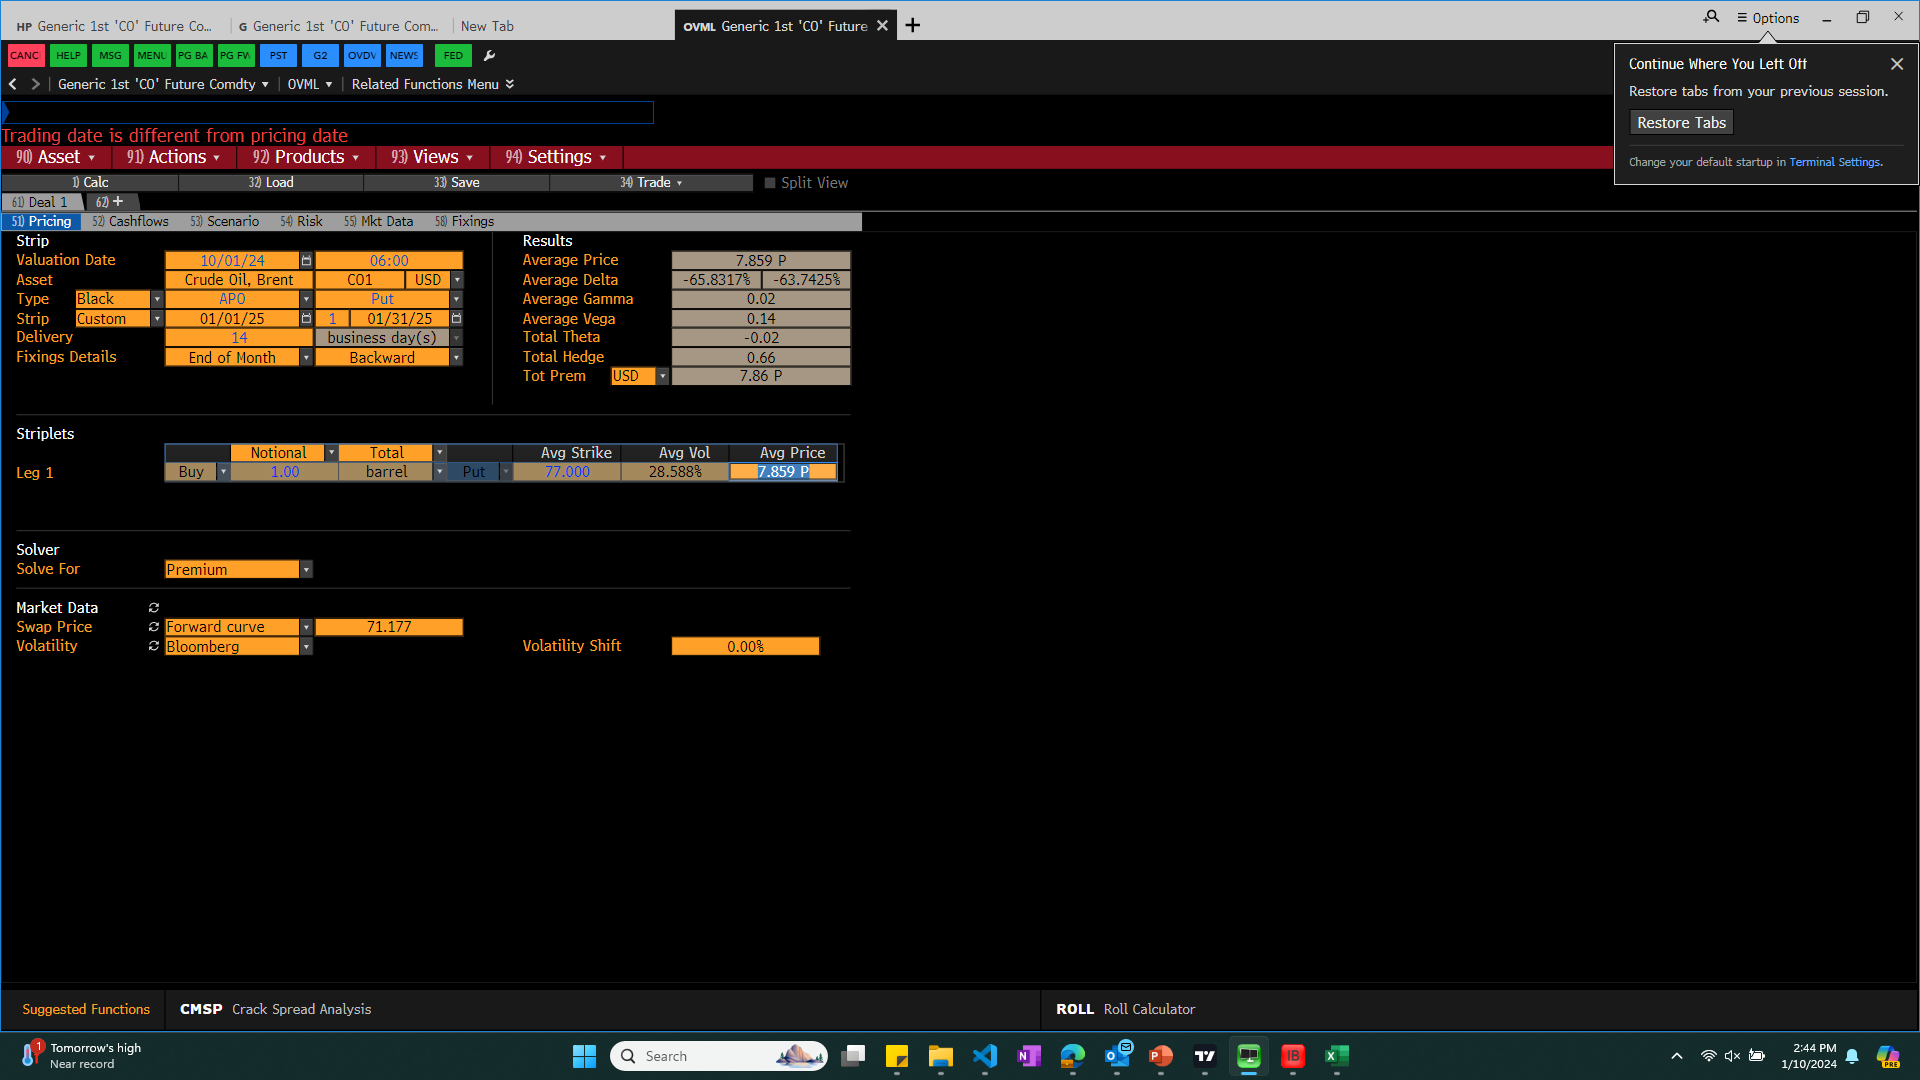 HP Generic 1st 'CO' Future Co... G Generic 1st 'CO' Future Com... New Tab OVML Generic 1st 'CO' Future Options
CANC HELP MSG MENU PG BA PG FW PST G2 OVDV NEWS FED
Generic 1st 'CO' Future Comdty OVML Related Functions Menu
Continue Where You Left Off
Restore tabs from your previous session.
Restore Tabs
Change your default startup in Terminal Settings.
Trading date is different from pricing date
90) Asset 91) Actions 92) Products 93) Views 94) Settings
1) Calc 32) Load 33) Save 34) Trade Split View
61) Deal 1 62) +
51) Pricing 52) Cashflows 53) Scenario 54) Risk 55) Mkt Data 58) Fixings
Strip
Valuation Date 10/01/24 06:00
Asset Crude Oil, Brent CO1 USD
Type Black APO Put
Strip Custom 01/01/25 1 01/31/25
Delivery 14 business day(s)
Fixings Details End of Month Backward
Results
Average Price 7.859 P
Average Delta -65.8317% -63.7425%
Average Gamma 0.02
Average Vega 0.14
Total Theta -0.02
Total Hedge 0.66
Tot Prem USD 7.86 P
Striplets
Notional Total Avg Strike Avg Vol Avg Price
Leg 1 Buy 1.00 barrel Put 77.000 28.588% 7.859 P
Solver
Solve For Premium
Market Data
Swap Price Forward curve 71.177
Volatility Bloomberg Volatility Shift 0.00%
Suggested Functions CMSP Crack Spread Analysis ROLL Roll Calculator
1 Tomorrow's high
Near record
Search
2:44 PM
1/10/2024